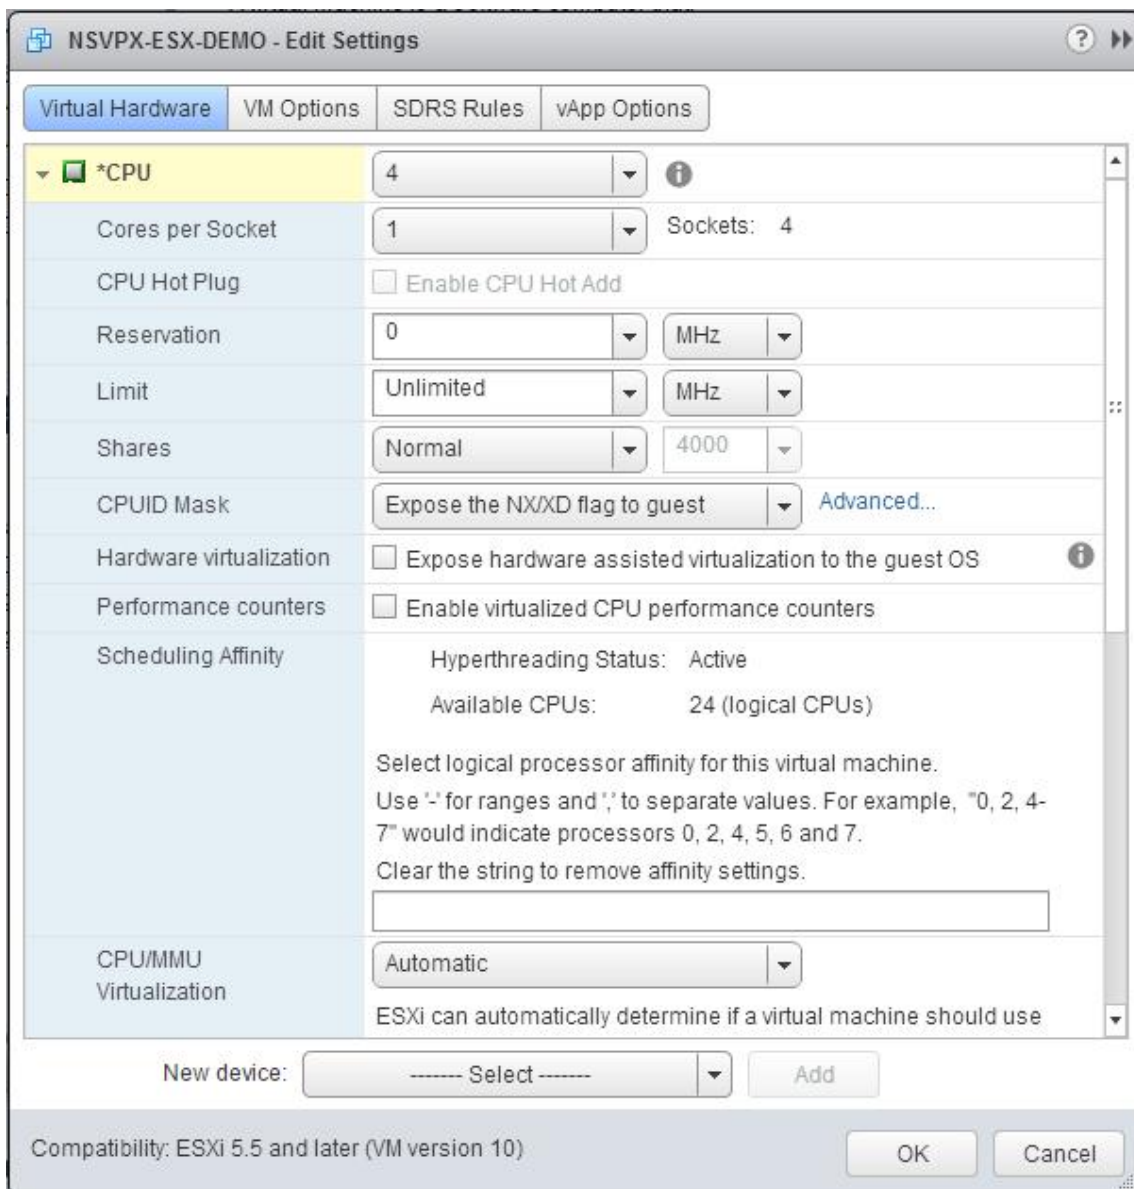 NSVPX-ESX-DEMO - Edit Settings
Virtual Hardware VM Options SDRS Rules vApp Options
*CPU 4
Cores per Socket 1 Sockets: 4
CPU Hot Plug Enable CPU Hot Add
Reservation 0 MHz
Limit Unlimited MHz
Shares Normal 4000
CPUID Mask Expose the NX/XD flag to guest Advanced...
Hardware virtualization Expose hardware assisted virtualization to the guest OS
Performance counters Enable virtualized CPU performance counters
Scheduling Affinity Hyperthreading Status: Active
Available CPUs: 24 (logical CPUs)
Select logical processor affinity for this virtual machine.
Use '-' for ranges and ',' to separate values. For example, "0, 2, 4-
7" would indicate processors 0, 2, 4, 5, 6 and 7.
Clear the string to remove affinity settings.
CPU/MMU
Virtualization
Automatic
ESXi can automatically determine if a virtual machine should use
New device: ------- Select ------- Add
Compatibility: ESXi 5.5 and later (VM version 10) OK Cancel